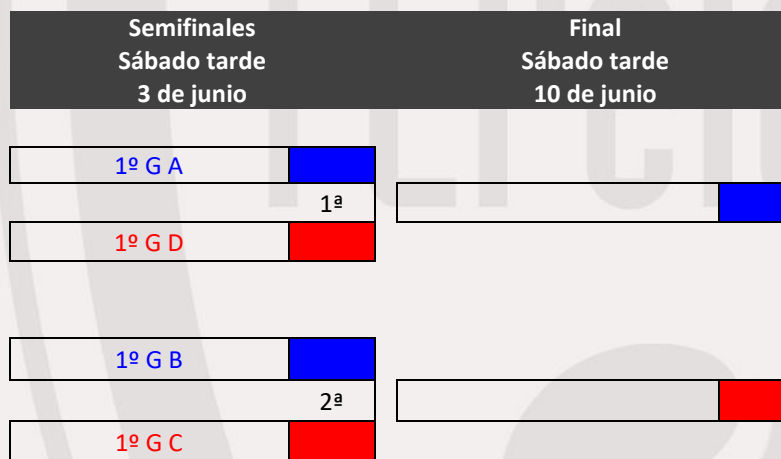 Semifinales
Sábado tarde
3 de junio
Final
Sábado tarde
10 de junio
1º G A
1ª
1º G D
1º G B
2ª
1º G C